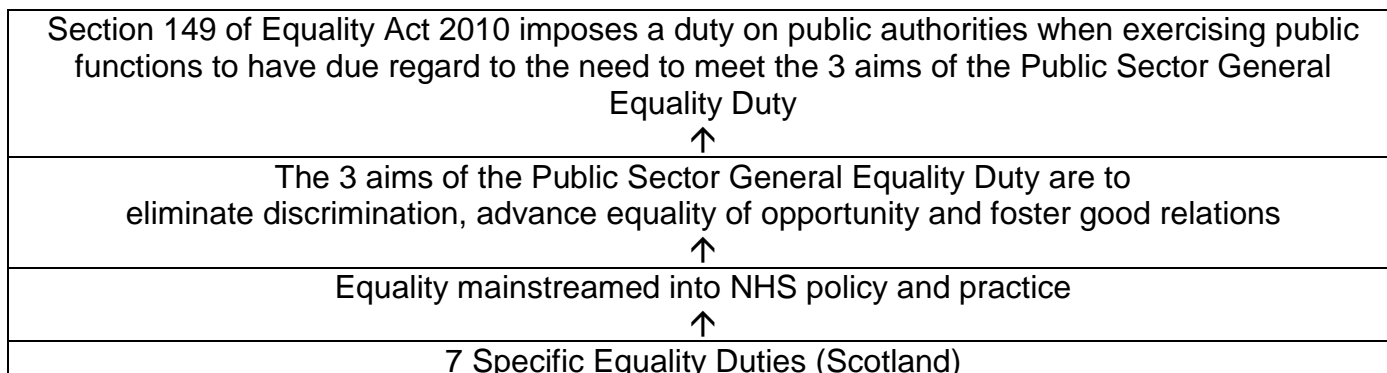 Section 149 of Equality Act 2010 imposes a duty on public authorities when exercising public
functions to have due regard to the need to meet the 3 aims of the Public Sector General
Equality Duty
↑
The 3 aims of the Public Sector General Equality Duty are to
eliminate discrimination, advance equality of opportunity and foster good relations
↑
Equality mainstreamed into NHS policy and practice
↑
7 Specific Equality Duties (Scotland)